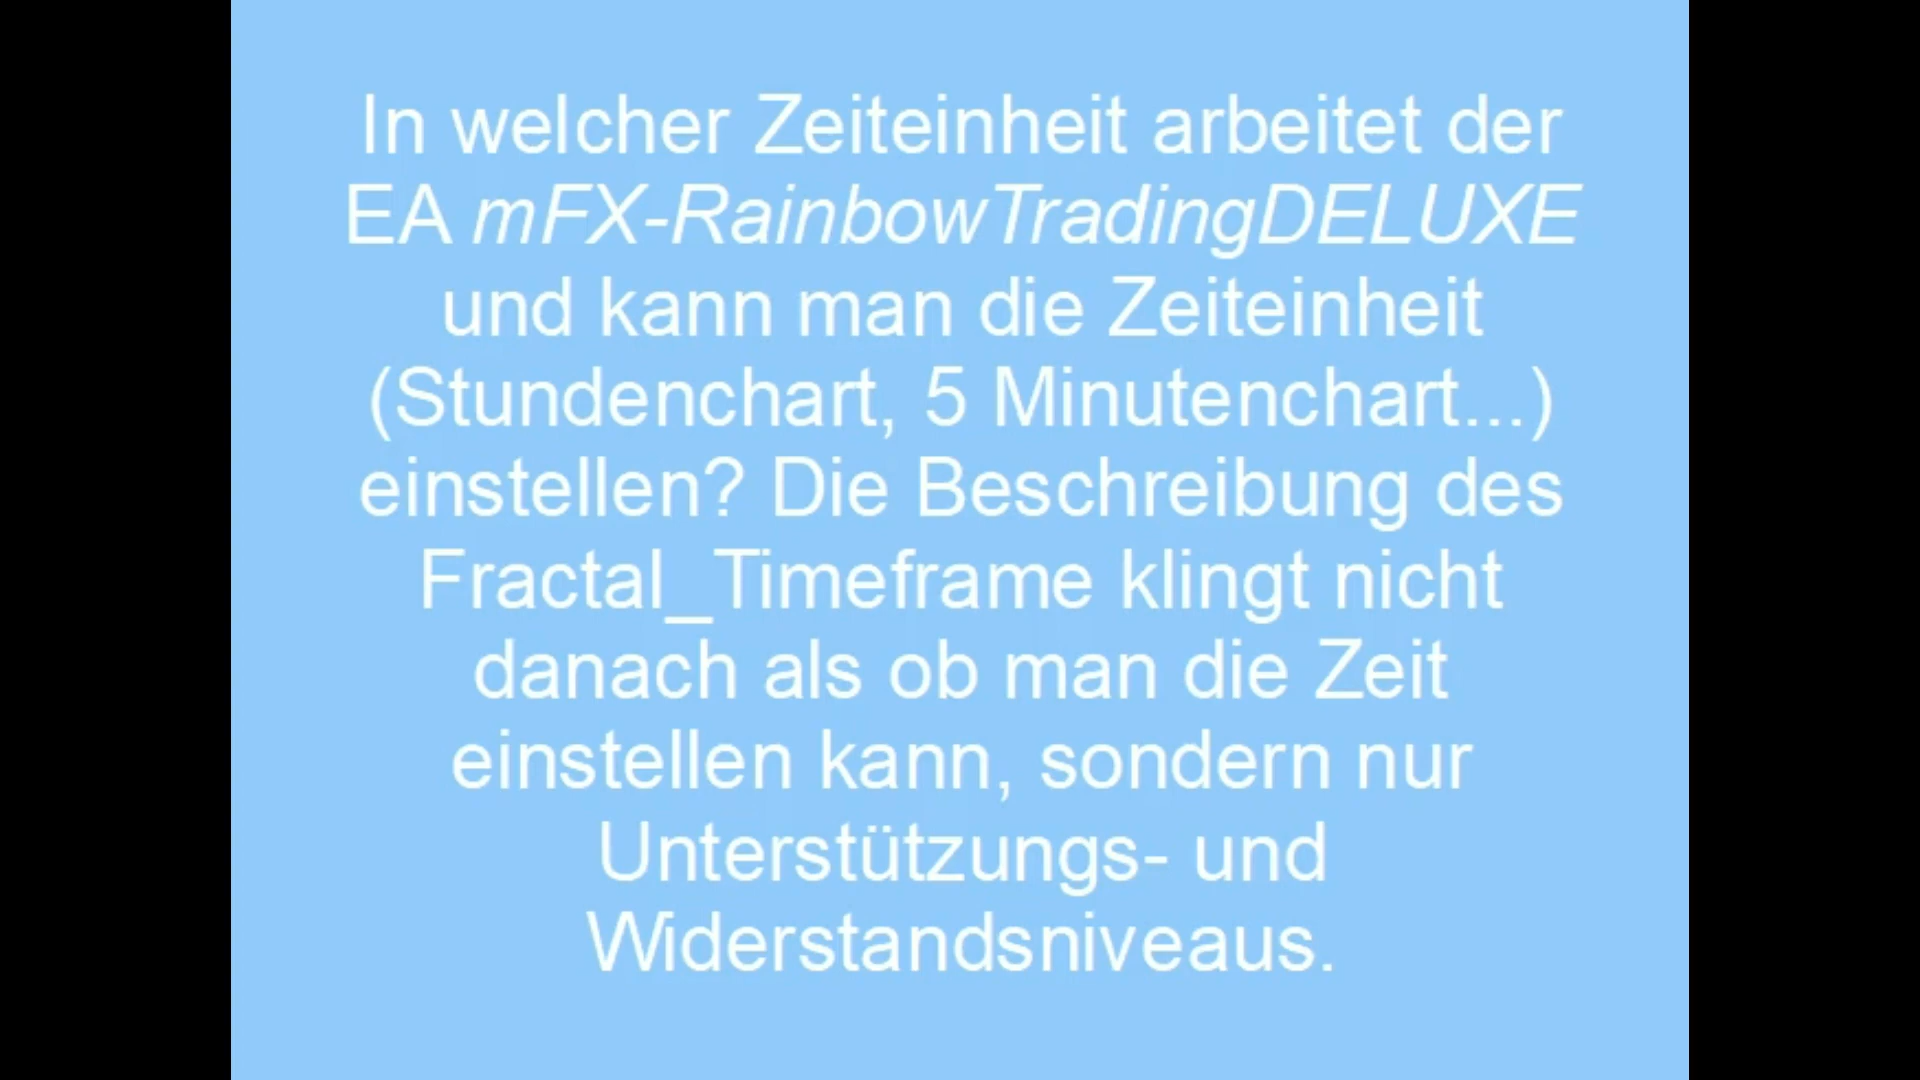 In welcher Zeiteinheit arbeitet der
EA mFX-RainbowTradingDELUXE
und kann man die Zeiteinheit
(Stundenchart, 5 Minutenchart...)
einstellen? Die Beschreibung des
Fractal_Timeframe klingt nicht
danach als ob man die Zeit
einstellen kann, sondern nur
Unterstützungs- und
Widerstandsniveaus.